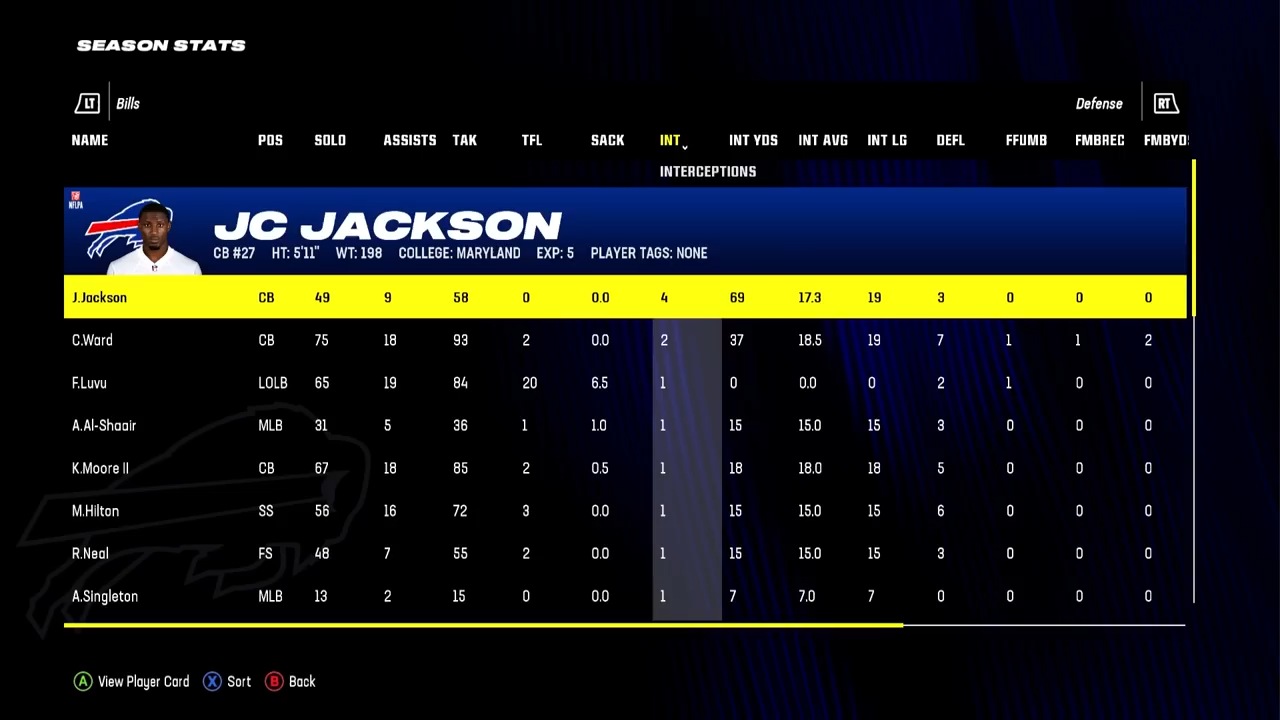 SEASON STATS
LT Bills Defense RT
NAME POS SOLO ASSISTS TAK TFL SACK INT INT YDS INT AVG INT LG DEFL FFUMB FMBREC FMBYDS
INTERCEPTIONS
NFLPA
JC JACKSON
CB #27 HT: 5'11" WT: 198 COLLEGE: MARYLAND EXP: 5 PLAYER TAGS: NONE
J.Jackson CB 49 9 58 0 0.0 4 69 17.3 19 3 0 0 0
C.Ward CB 75 18 93 2 0.0 2 37 18.5 19 7 1 1 2
F.Luvu LOLB 65 19 84 20 6.5 1 0 0.0 0 2 1 0 0
A.Al-Shaair MLB 31 5 36 1 1.0 1 15 15.0 15 3 0 0 0
K.Moore II CB 67 18 85 2 0.5 1 18 18.0 18 5 0 0 0
M.Hilton SS 56 16 72 3 0.0 1 15 15.0 15 6 0 0 0
R.Neal FS 48 7 55 2 0.0 1 15 15.0 15 3 0 0 0
A.Singleton MLB 13 2 15 0 0.0 1 7 7.0 7 0 0 0 0
A View Player Card X Sort B Back